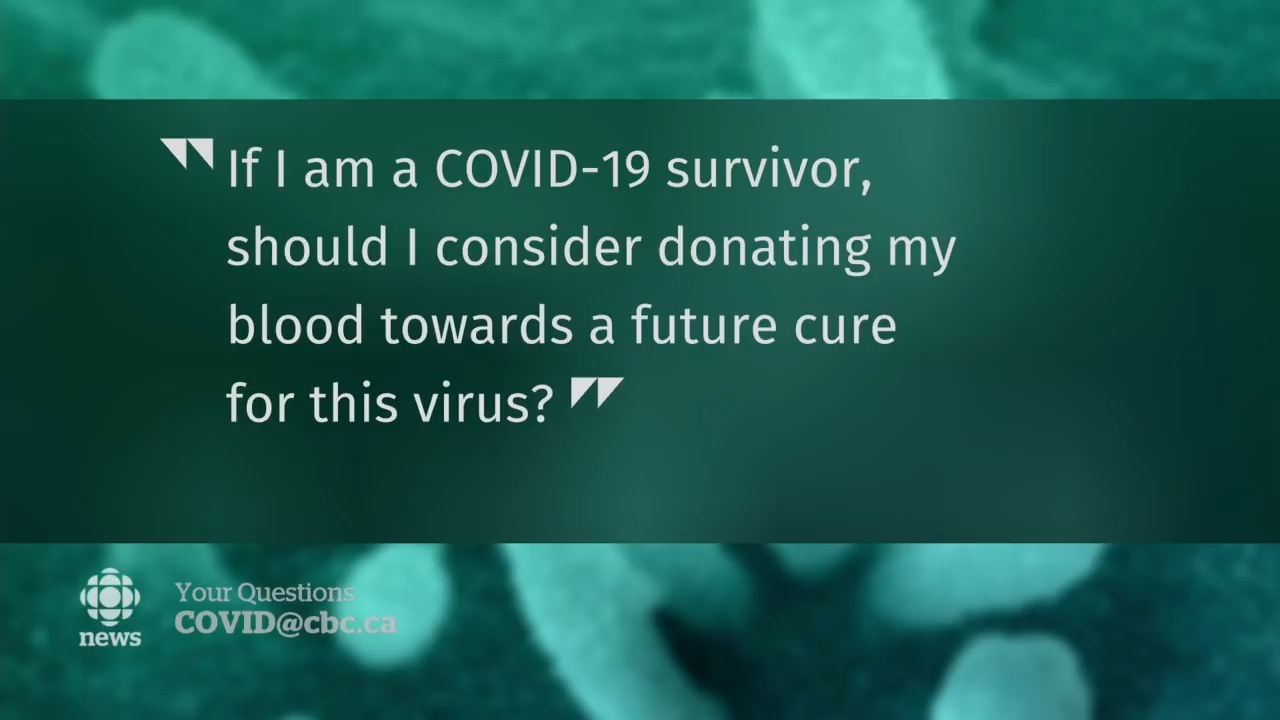 If I am a COVID-19 survivor,
should I consider donating my
blood towards a future cure
for this virus?
Your Questions
COVID@cbc.ca
news